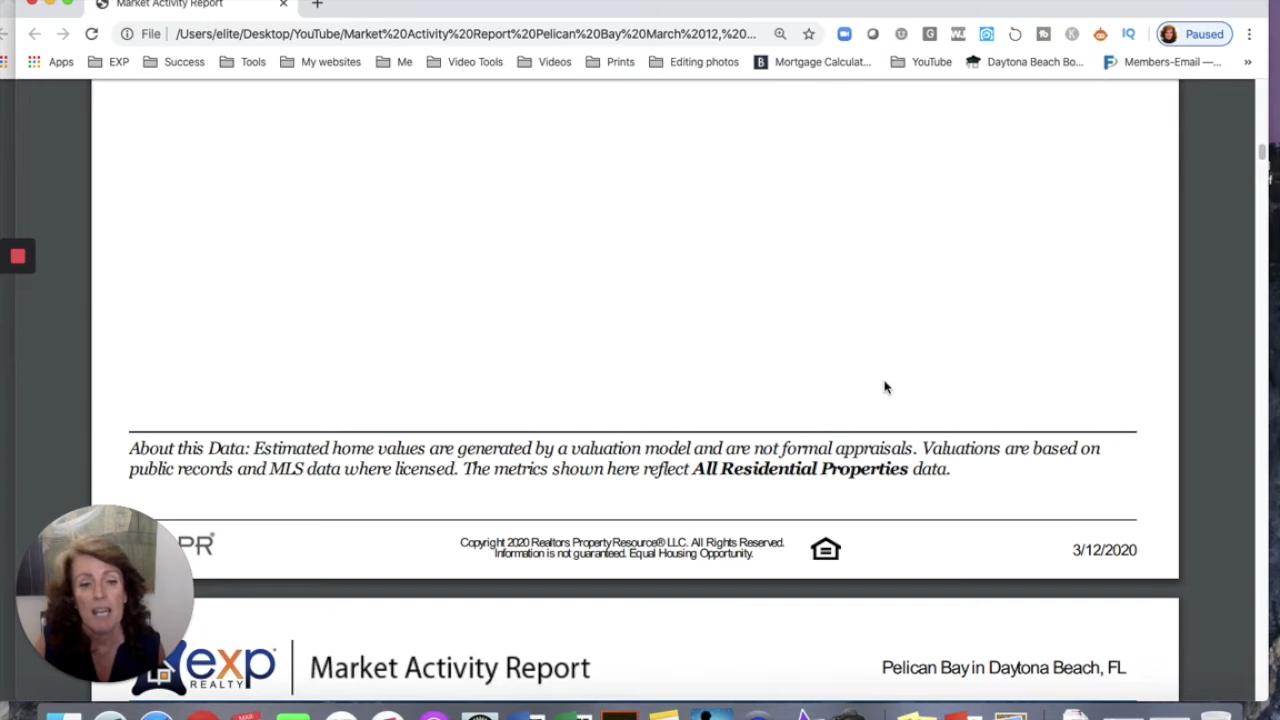 Market Activity Report
File
/Users/elite/Desktop/YouTube/Market%20Activity%20Report%20Pelican%20Bay%20March%2012,%20...
Paused
Apps EXP Success Tools My websites Me Video Tools Videos Prints Editing photos Mortgage Calculat... YouTube Daytona Beach Bo... Members-Email —... »
About this Data: Estimated home values are generated by a valuation model and are not formal appraisals. Valuations are based on
public records and MLS data where licensed. The metrics shown here reflect All Residential Properties data.
PR
Copyright 2020 Realtors Property Resource® LLC. All Rights Reserved.
Information is not guaranteed. Equal Housing Opportunity.
3/12/2020
exp
REALTY
Market Activity Report
Pelican Bay in Daytona Beach, FL